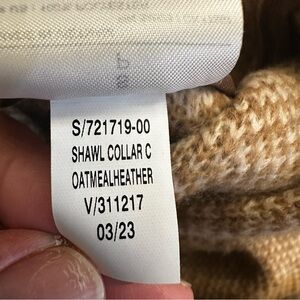 S/721719-00
SHAWL COLLAR C
OATMEALHEATHER
V/311217
03/23